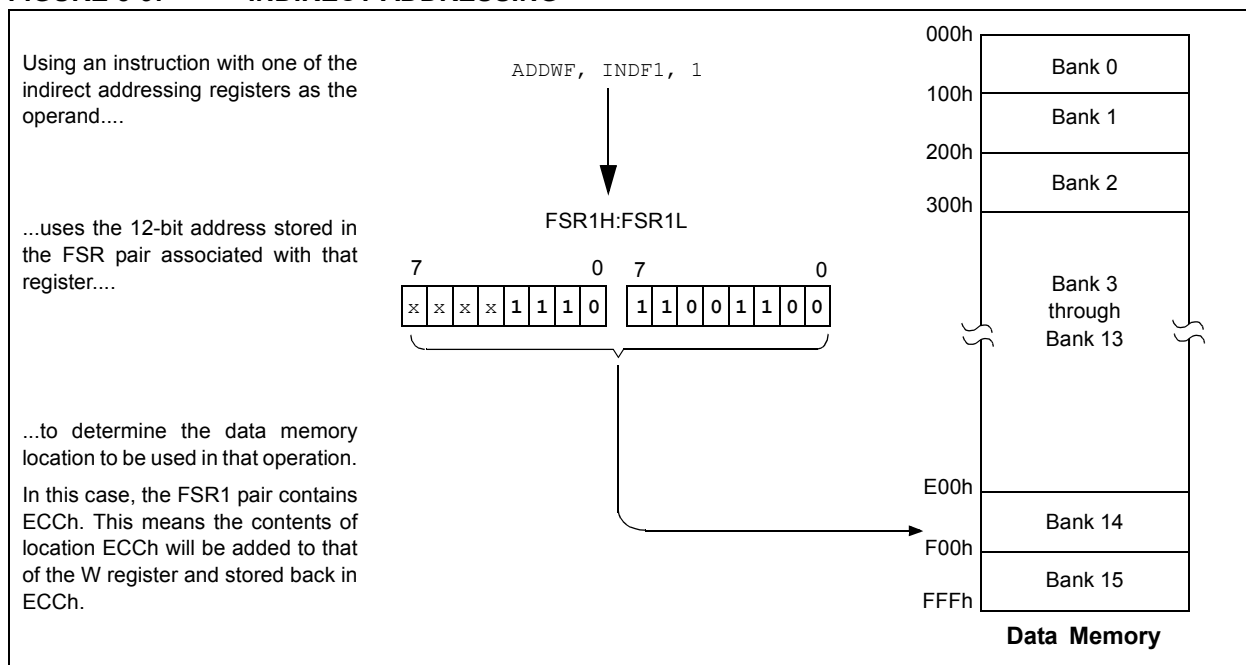 Using an instruction with one of the
indirect addressing registers as the
operand....
ADDWF, INDF1, 1
...uses the 12-bit address stored in
the FSR pair associated with that
register....
FSR1H:FSR1L
7 0 7 0
x x x x 1 1 1 0 1 1 0 0 1 1 0 0
...to determine the data memory
location to be used in that operation.
In this case, the FSR1 pair contains
ECCh. This means the contents of
location ECCh will be added to that
of the W register and stored back in
ECCh.
000h
Bank 0
100h
Bank 1
200h
Bank 2
300h
Bank 3
through
Bank 13
E00h
Bank 14
F00h
Bank 15
FFFh
Data Memory